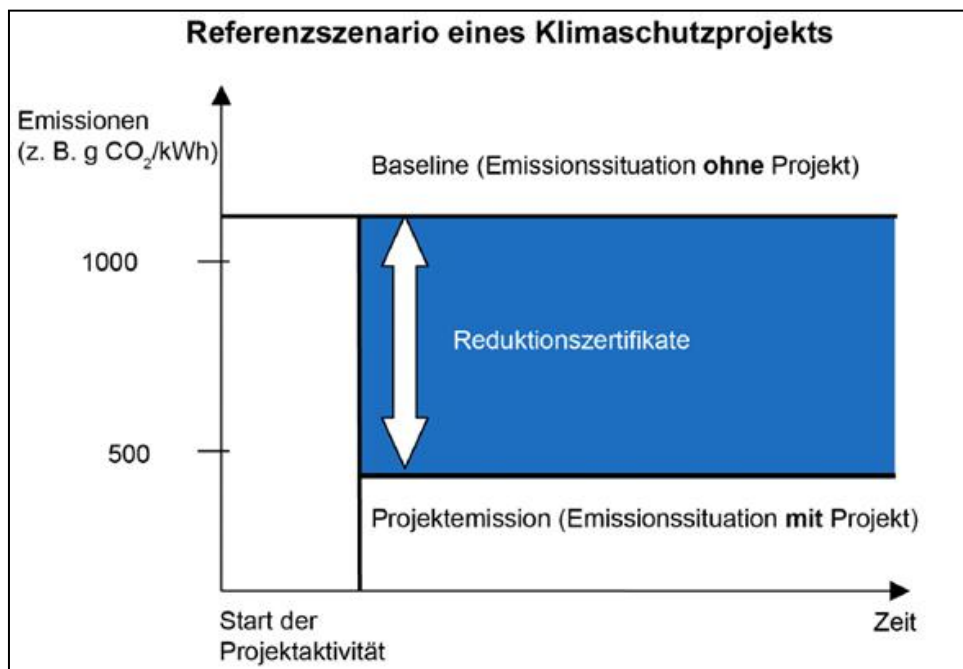 Referenzszenario eines Klimaschutzprojekts
Emissionen
(z. B. g CO₂/kWh)
Baseline (Emissionssituation ohne Projekt)
1000
Reduktionszertifikate
500
Projektemission (Emissionssituation mit Projekt)
Start der
Projektaktivität
Zeit